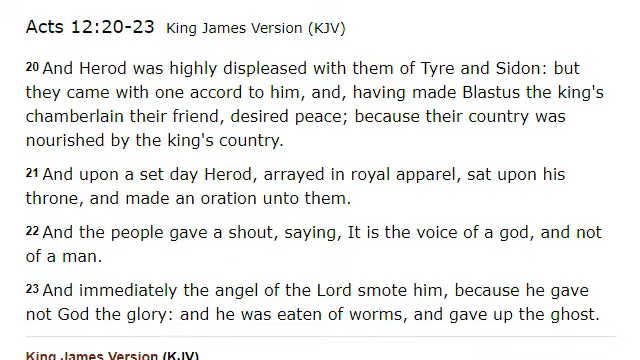 Acts 12:20-23 King James Version (KJV)
20 And Herod was highly displeased with them of Tyre and Sidon: but
they came with one accord to him, and, having made Blastus the king's
chamberlain their friend, desired peace; because their country was
nourished by the king's country.
21 And upon a set day Herod, arrayed in royal apparel, sat upon his
throne, and made an oration unto them.
22 And the people gave a shout, saying, It is the voice of a god, and not
of a man.
23 And immediately the angel of the Lord smote him, because he gave
not God the glory: and he was eaten of worms, and gave up the ghost.
King James Version (KJV)